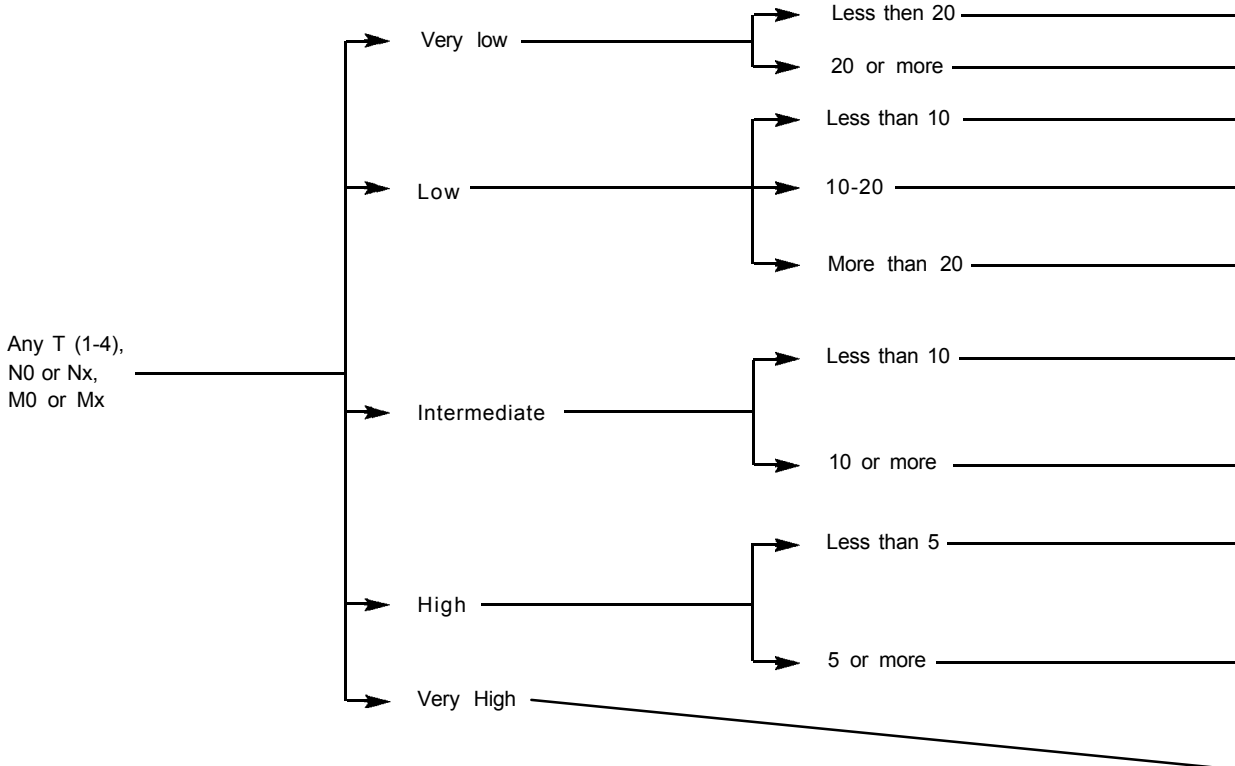 Less then 20
Very low
20 or more
Less than 10
Low
10-20
More than 20
Any T (1-4),
N0 or Nx,
M0 or Mx
Less than 10
Intermediate
10 or more
Less than 5
High
5 or more
Very High